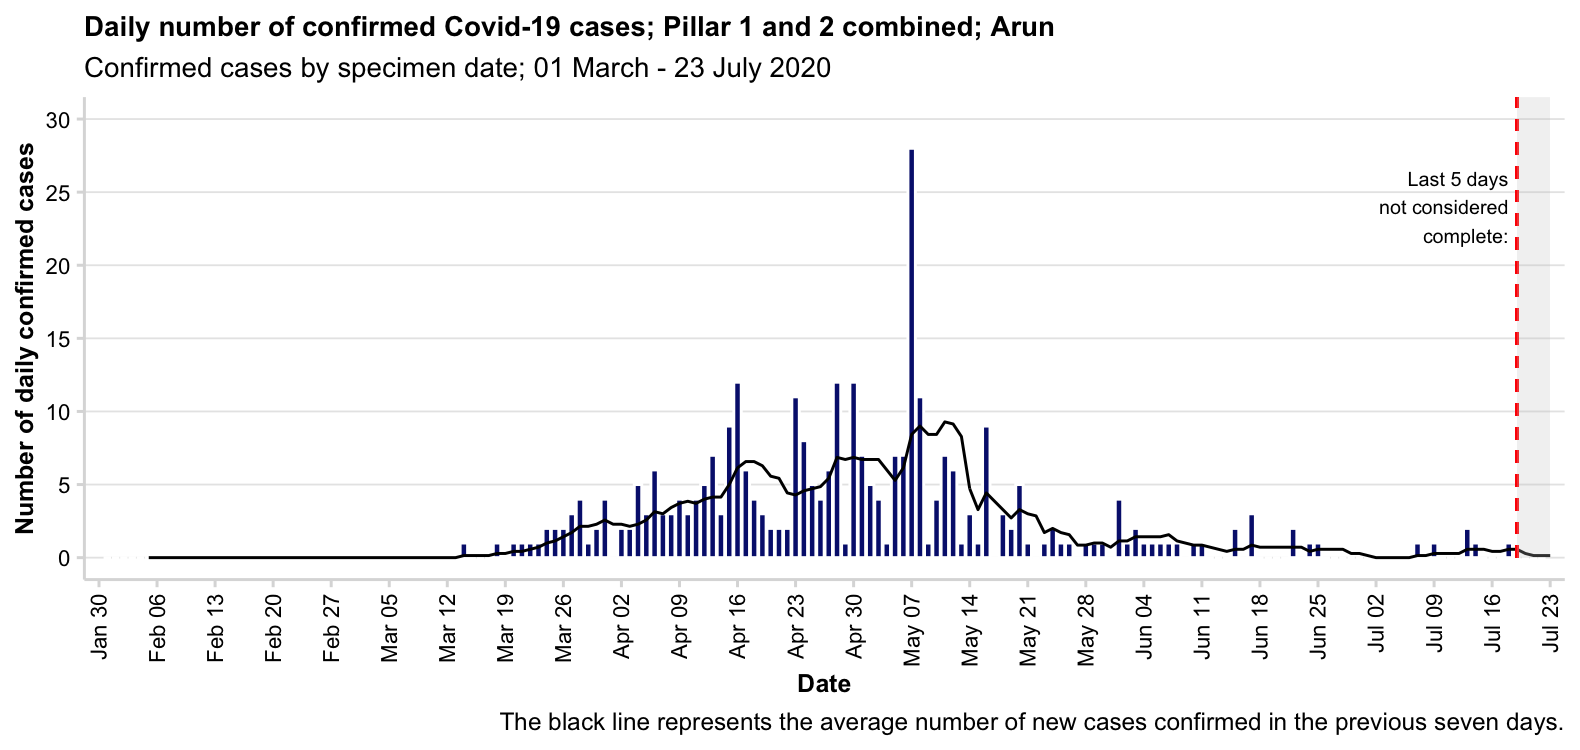 Daily number of confirmed Covid-19 cases; Pillar 1 and 2 combined; Arun
Confirmed cases by specimen date; 01 March - 23 July 2020
Number of daily confirmed cases
30
25
20
15
10
5
0
Last 5 days
not considered
complete:
Jan 30
Feb 06
Feb 13
Feb 20
Feb 27
Mar 05
Mar 12
Mar 19
Mar 26
Apr 02
Apr 09
Apr 16
Apr 23
Apr 30
May 07
May 14
May 21
May 28
Jun 04
Jun 11
Jun 18
Jun 25
Jul 02
Jul 09
Jul 16
Jul 23
Date
The black line represents the average number of new cases confirmed in the previous seven days.